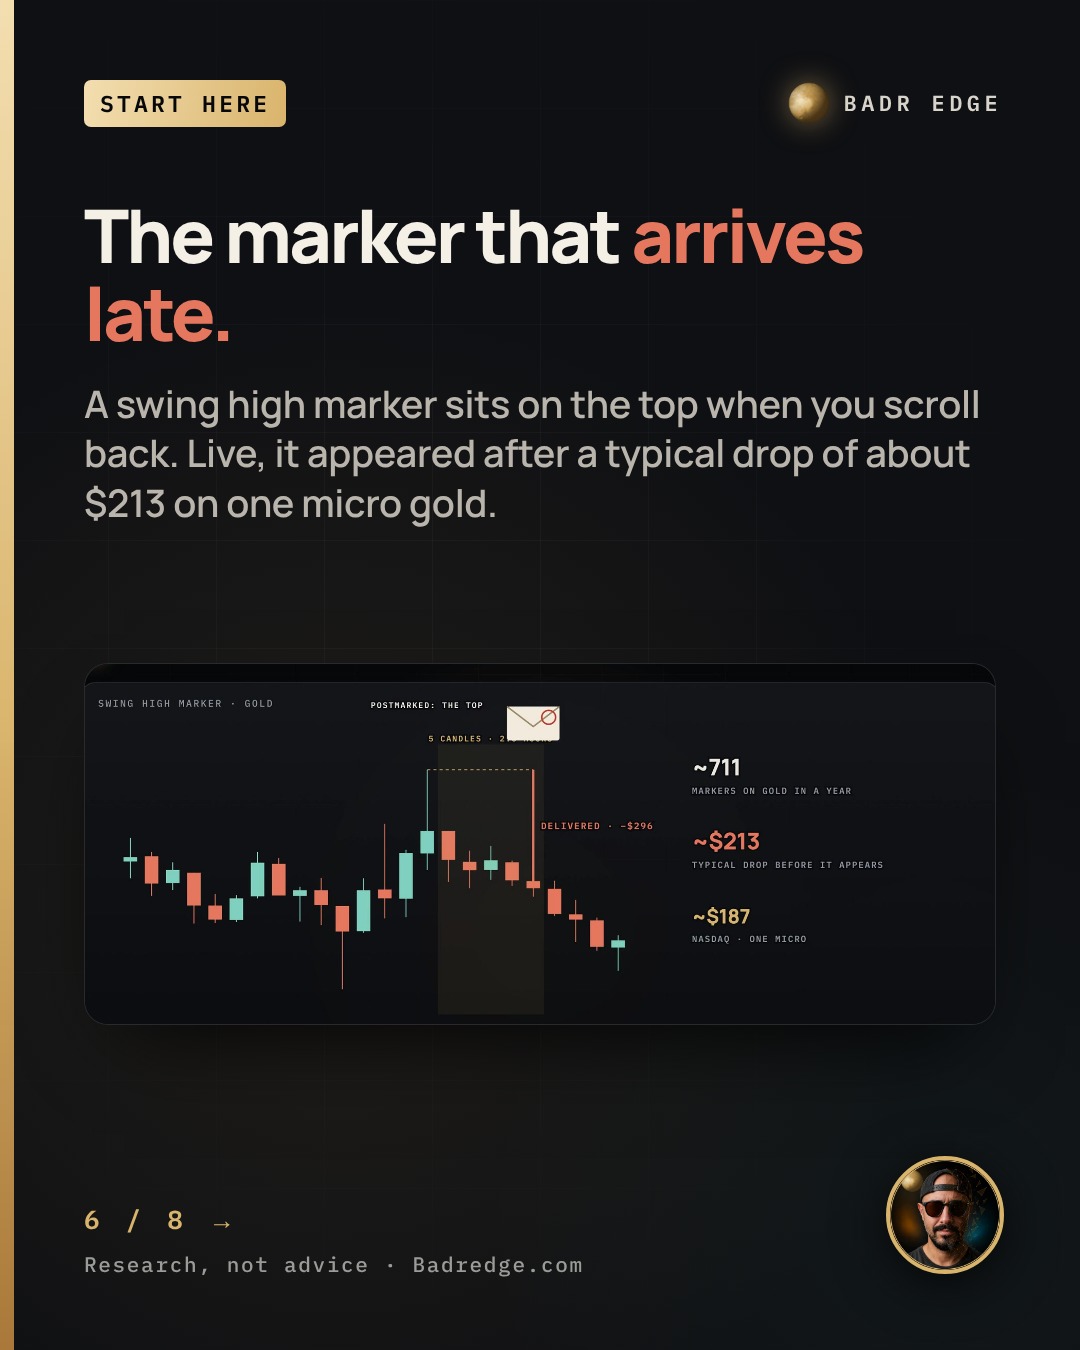 START HERE
BADR EDGE
The marker that arrives
late.
A swing high marker sits on the top when you scroll
back. Live, it appeared after a typical drop of about
$213 on one micro gold.
SWING HIGH MARKER · GOLD
POSTMARKED: THE TOP
5 CANDLES ·
DELIVERED · −$296
~711
MARKERS ON GOLD IN A YEAR
~$213
TYPICAL DROP BEFORE IT APPEARS
~$187
NASDAQ · ONE MICRO
6 / 8 →
Research, not advice · Badredge.com